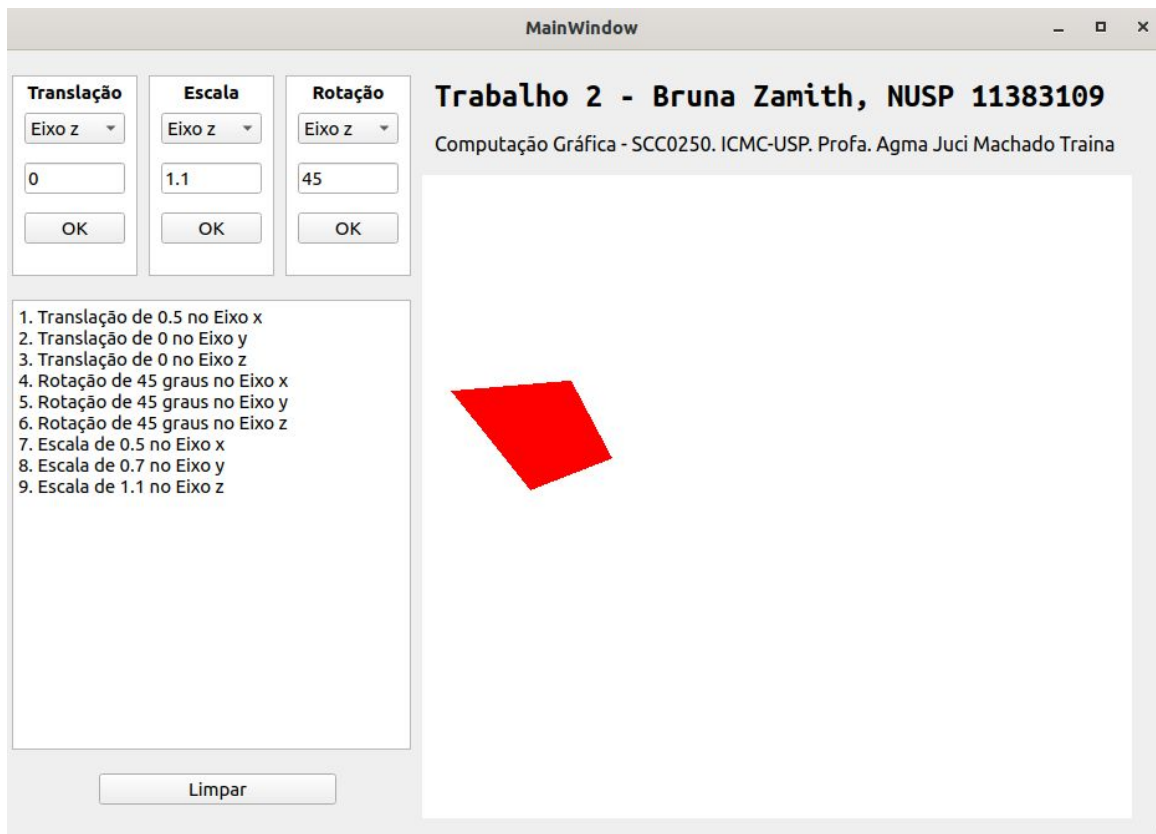 MainWindow
Translação
Eixo z
0
OK
Escala
Eixo z
1.1
OK
Rotação
Eixo z
45
OK
Trabalho 2 - Bruna Zamith, NUSP 11383109
Computação Gráfica - SCC0250. ICMC-USP. Profa. Agma Juci Machado Traina
1. Translação de 0.5 no Eixo x
2. Translação de 0 no Eixo y
3. Translação de 0 no Eixo z
4. Rotação de 45 graus no Eixo x
5. Rotação de 45 graus no Eixo y
6. Rotação de 45 graus no Eixo z
7. Escala de 0.5 no Eixo x
8. Escala de 0.7 no Eixo y
9. Escala de 1.1 no Eixo z
Limpar